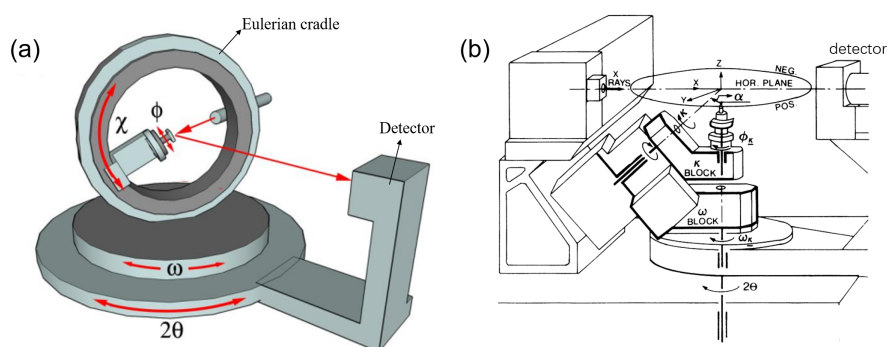 (a)
Eulerian cradle
χ
ϕ
Detector
ω
2θ
(b)
detector
X
RAYS
X
Y
Z
HOR. PLANE
NEG
POS
α
κ
κ
BLOCK
ϕκ
ω
BLOCK
ωκ
2θ